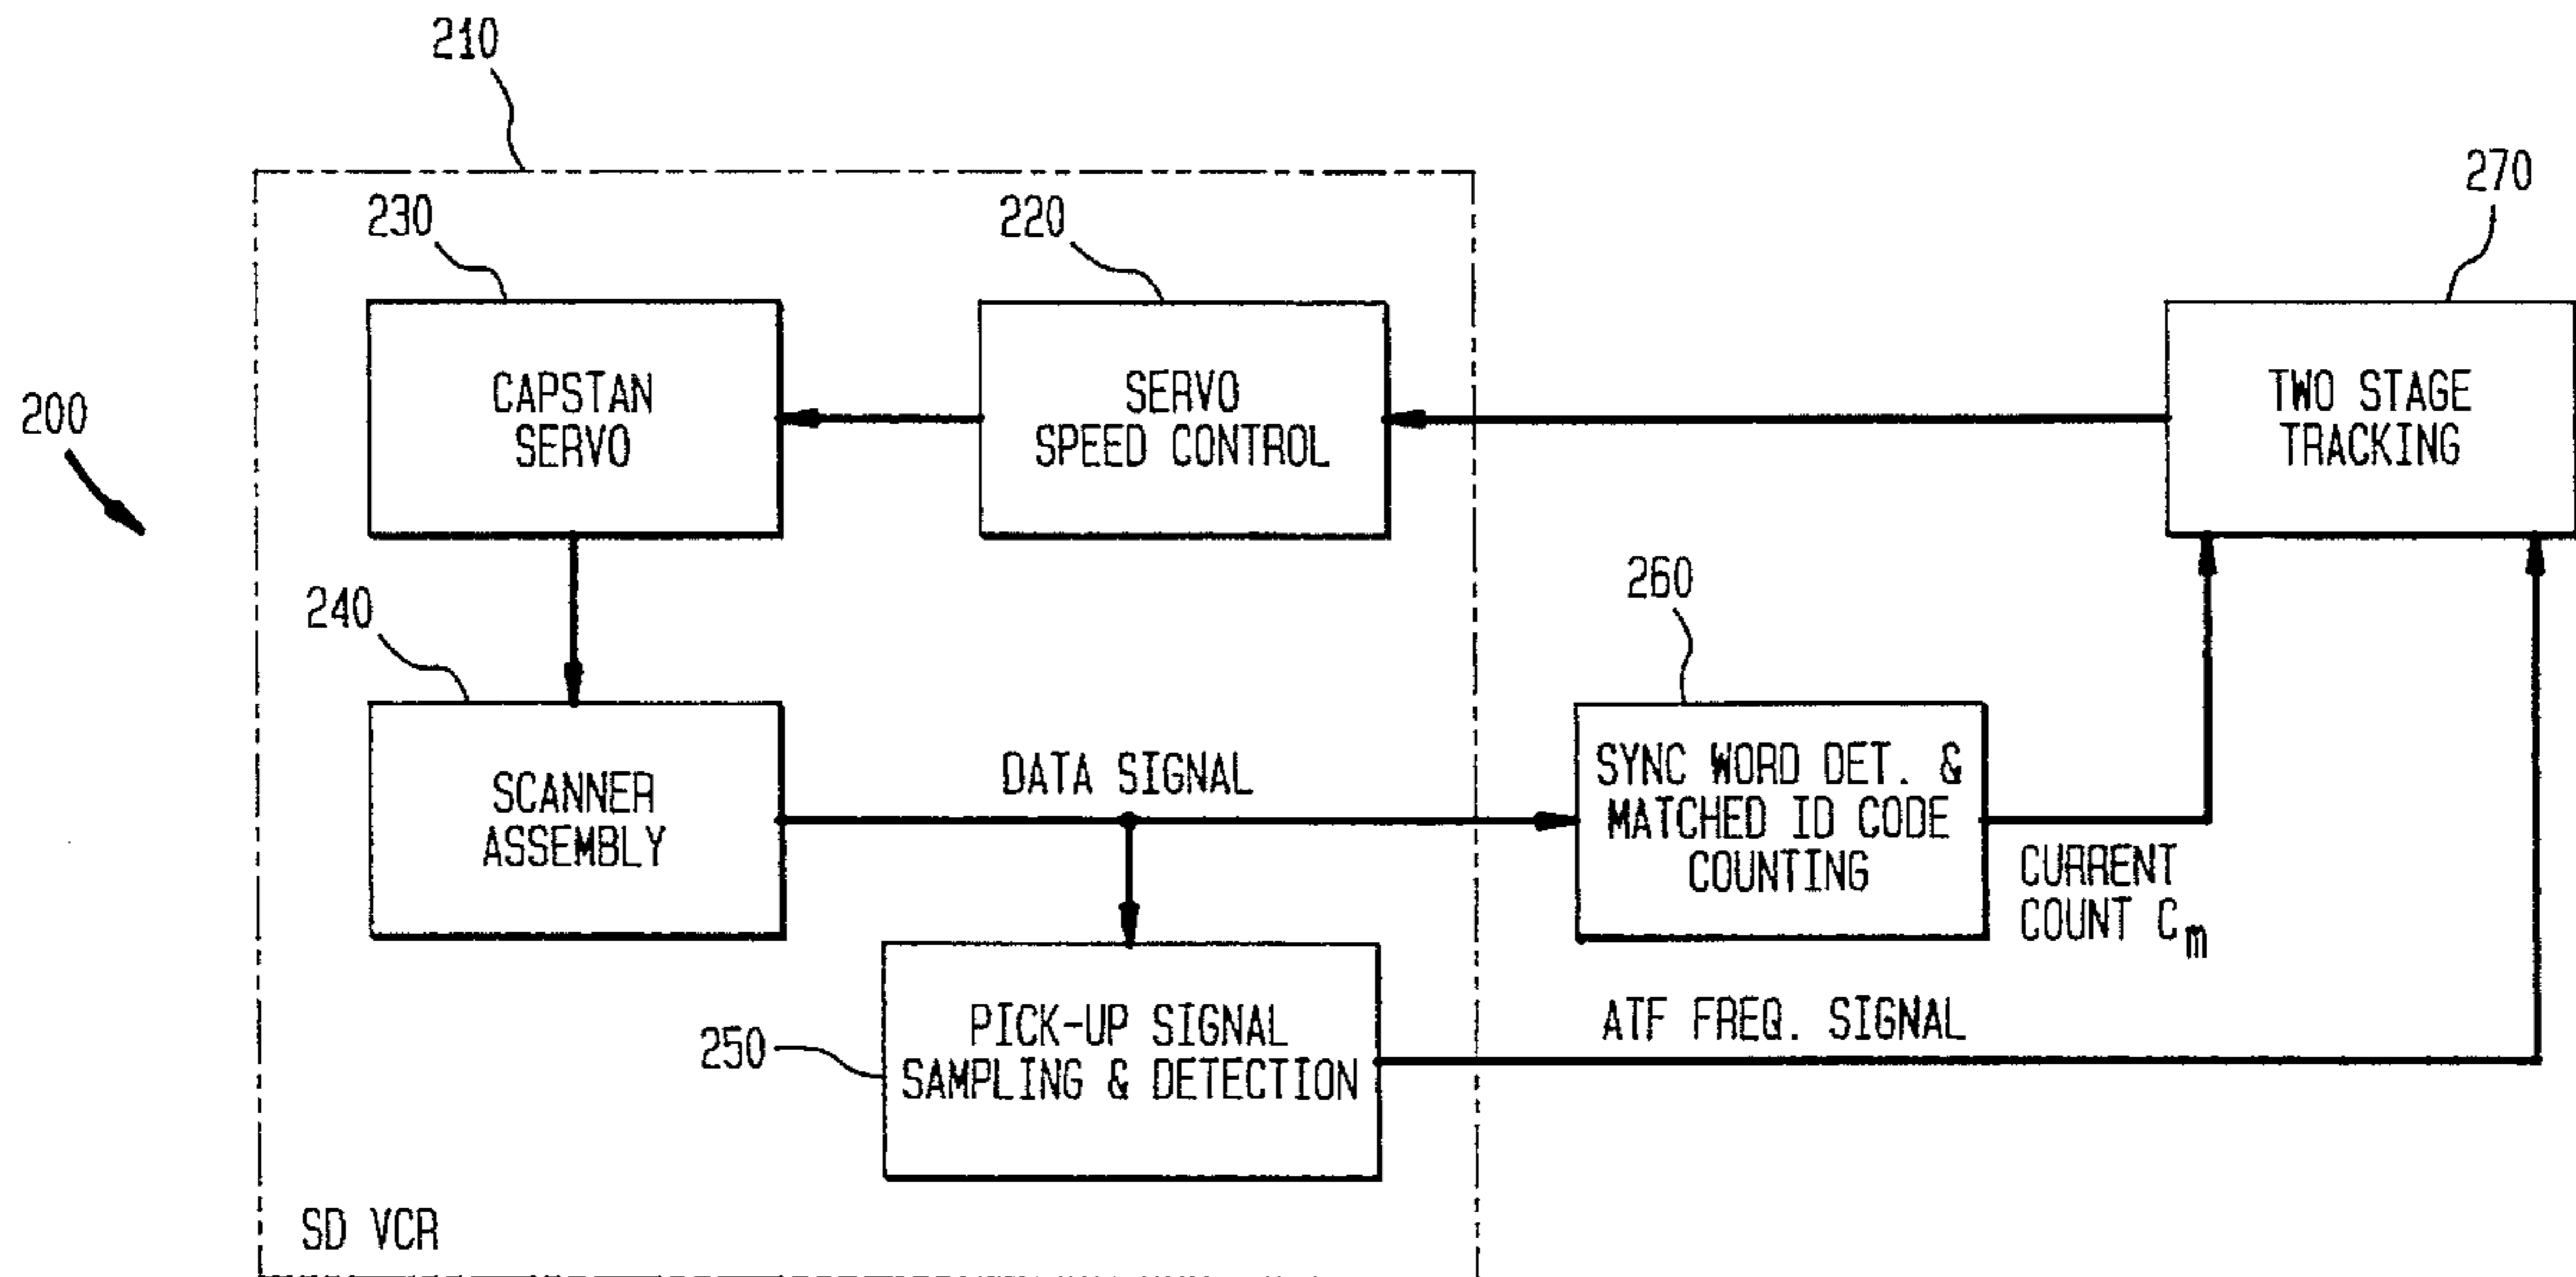 210
230
220
270
200
CAPSTAN
SERVO
SERVO
SPEED CONTROL
TWO STAGE
TRACKING
240
260
SCANNER
ASSEMBLY
DATA SIGNAL
SYNC WORD DET. &
MATCHED ID CODE
COUNTING
CURRENT
COUNT Cm
250
PICK-UP SIGNAL
SAMPLING & DETECTION
ATF FREQ. SIGNAL
SD VCR